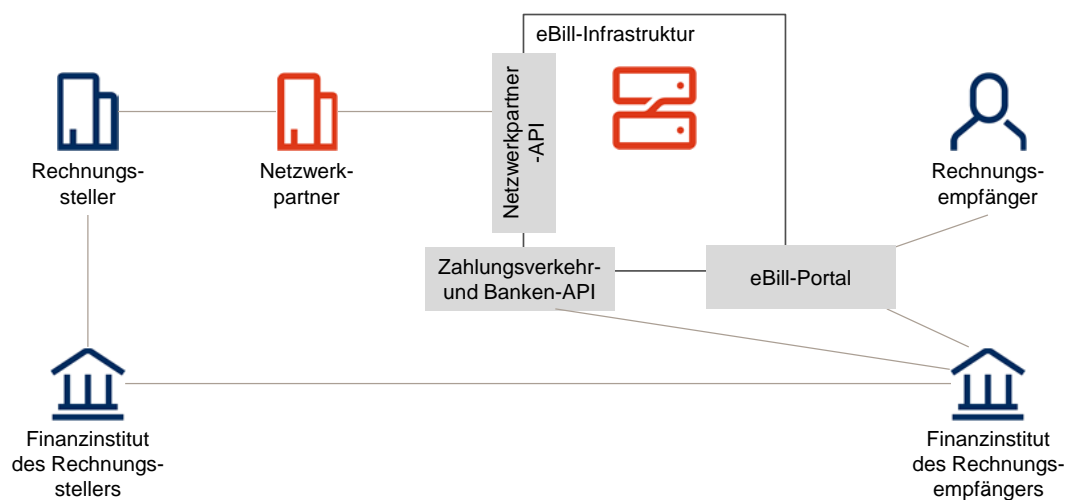 eBill-Infrastruktur
Netzwerkpartner
-API
Rechnungs-
steller
Netzwerk-
partner
Rechnungs-
empfänger
Zahlungsverkehr-
und Banken-API
eBill-Portal
Finanzinstitut
des Rechnungs-
stellers
Finanzinstitut
des Rechnungs-
empfängers